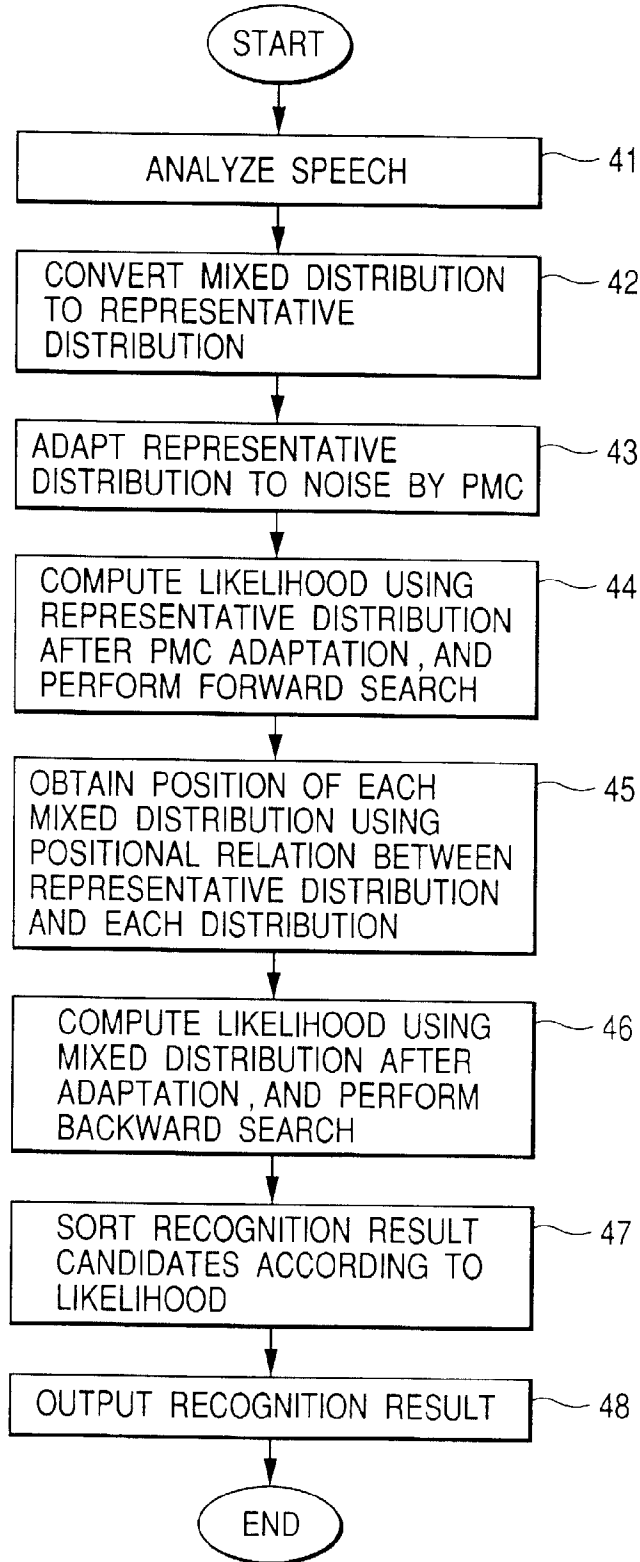 START
ANALYZE SPEECH
41
CONVERT MIXED DISTRIBUTION
TO REPRESENTATIVE
DISTRIBUTION
42
ADAPT REPRESENTATIVE
DISTRIBUTION TO NOISE BY PMC
43
COMPUTE LIKELIHOOD USING
REPRESENTATIVE DISTRIBUTION
AFTER PMC ADAPTATION, AND
PERFORM FORWARD SEARCH
44
OBTAIN POSITION OF EACH
MIXED DISTRIBUTION USING
POSITIONAL RELATION BETWEEN
REPRESENTATIVE DISTRIBUTION
AND EACH DISTRIBUTION
45
COMPUTE LIKELIHOOD USING
MIXED DISTRIBUTION AFTER
ADAPTATION, AND PERFORM
BACKWARD SEARCH
46
SORT RECOGNITION RESULT
CANDIDATES ACCORDING TO
LIKELIHOOD
47
OUTPUT RECOGNITION RESULT
48
END